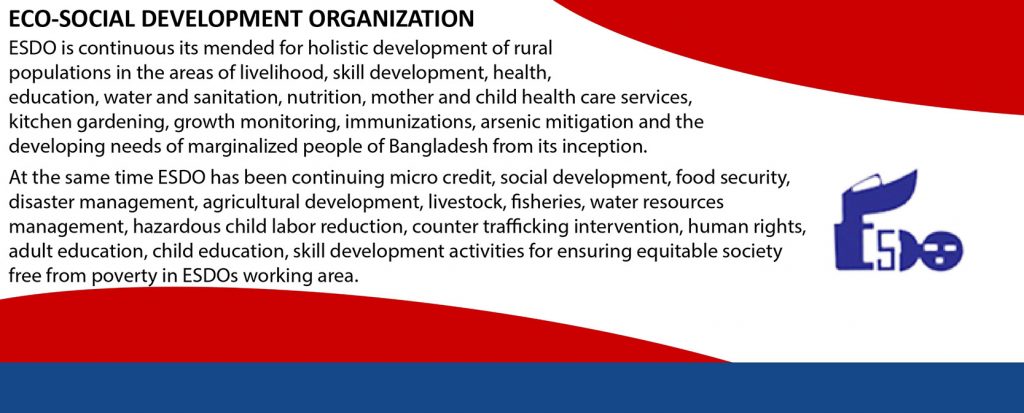 ECO-SOCIAL DEVELOPMENT ORGANIZATION
ESDO is continuous its mended for holistic development of rural
populations in the areas of livelihood, skill development, health,
education, water and sanitation, nutrition, mother and child health care services,
kitchen gardening, growth monitoring, immunizations, arsenic mitigation and the
developing needs of marginalized people of Bangladesh from its inception.
At the same time ESDO has been continuing micro credit, social development, food security,
disaster management, agricultural development, livestock, fisheries, water resources
management, hazardous child labor reduction, counter trafficking intervention, human rights,
adult education, child education, skill development activities for ensuring equitable society
free from poverty in ESDOs working area.
ESDO